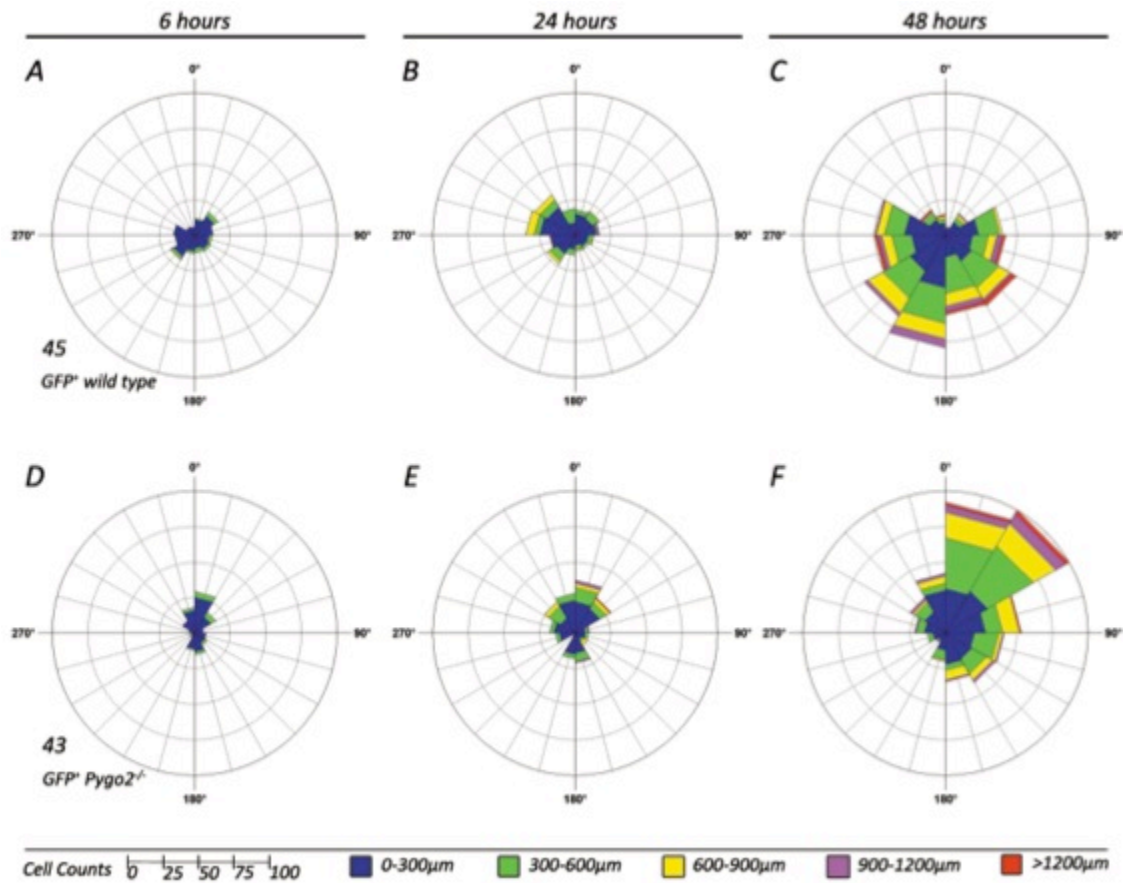 6 hours 24 hours 48 hours
A B C
0° 0° 0°
270° 90° 270° 90° 270° 90°
45
GFP⁺ wild type
180° 180° 180°
D E F
0° 0° 0°
270° 90° 270° 90° 270° 90°
43
GFP⁺ Pygo2⁻/⁻
180° 180° 180°
Cell Counts 0 25 50 75 100 0-300μm 300-600μm 600-900μm 900-1200μm >1200μm